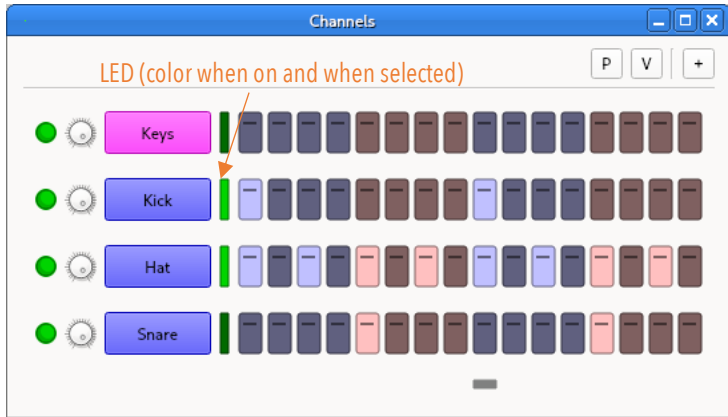 Channels
P V +
LED (color when on and when selected)
Keys
Kick
Hat
Snare